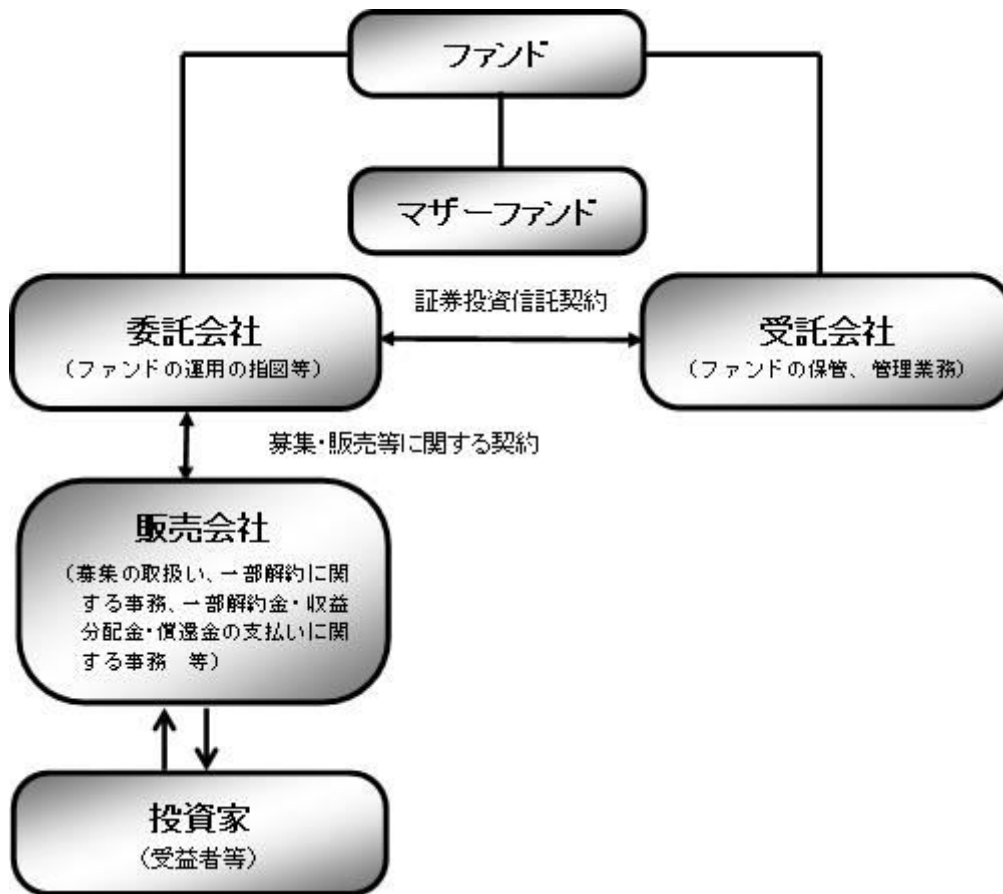 ファンド
マザーファンド
証券投資信託契約
委託会社
(ファンドの運用の指図等)
受託会社
(ファンドの保管、管理業務)
募集・販売等に関する契約
販売会社
(募集の取扱い、一部解約に関
する事務、一部解約金・収益
分配金・償還金の支払いに関
する事務　等)
投資家
(受益者等)